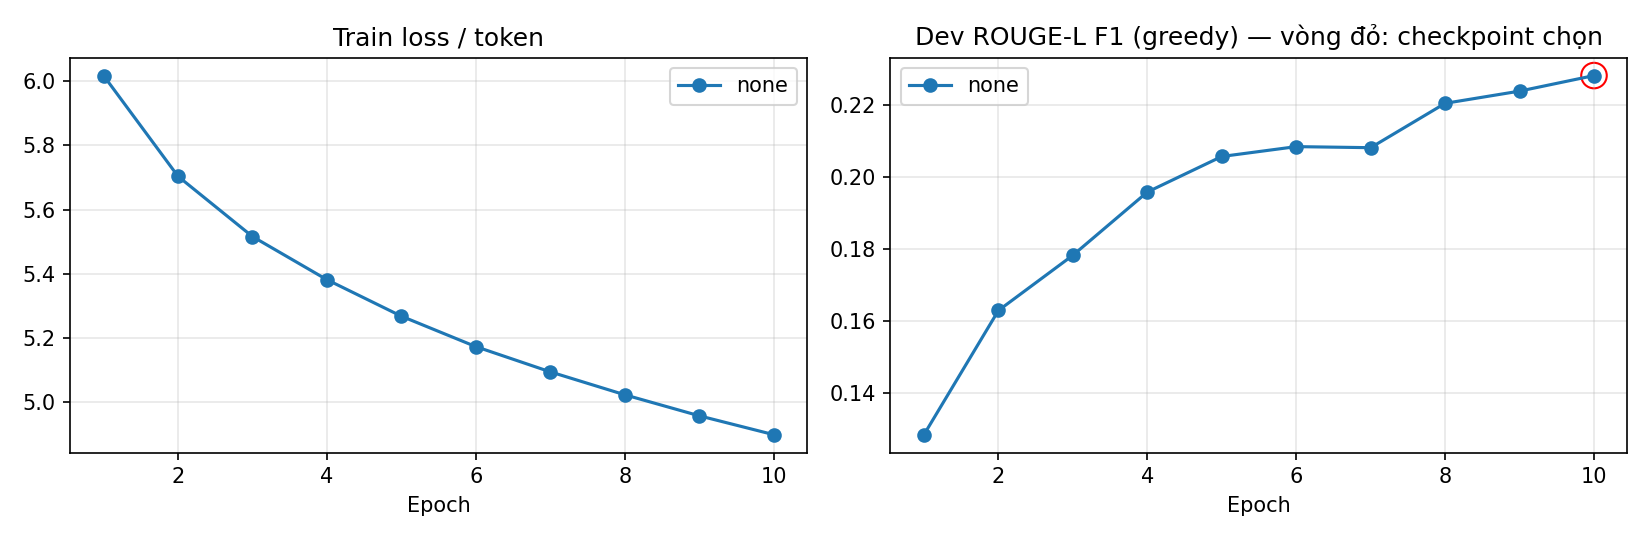 Train loss / token
none
6.0
5.8
5.6
5.4
5.2
5.0
2 4 6 8 10
Epoch
Dev ROUGE-L F1 (greedy) — vòng đỏ: checkpoint chọn
none
0.22
0.20
0.18
0.16
0.14
2 4 6 8 10
Epoch